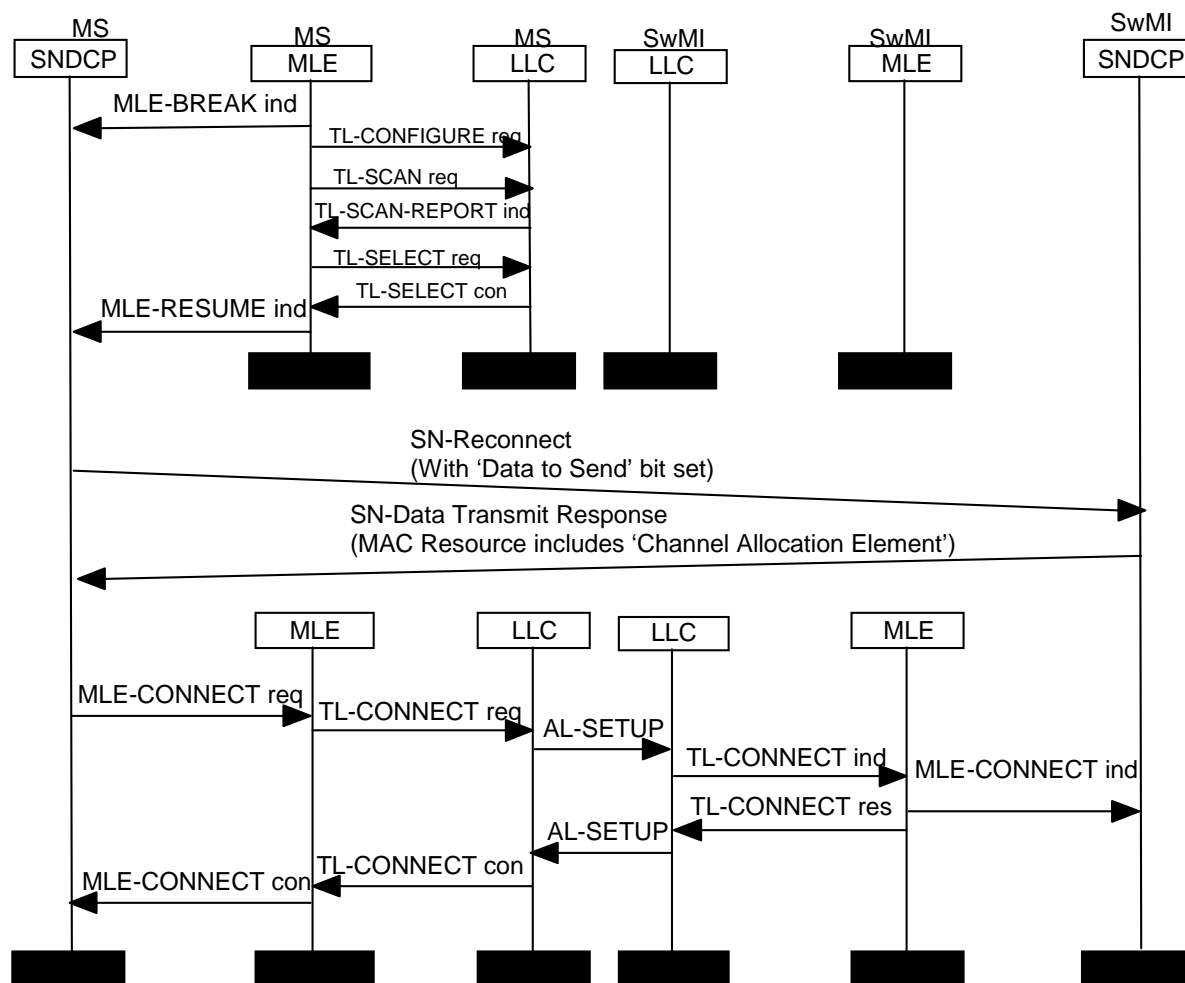 MS
SNDCP
MS
MLE
MS
LLC
SwMI
LLC
SwMI
MLE
SwMI
SNDCP
MLE-BREAK ind
TL-CONFIGURE req
TL-SCAN req
TL-SCAN-REPORT ind
TL-SELECT req
TL-SELECT con
MLE-RESUME ind
SN-Reconnect
(With ‘Data to Send’ bit set)
SN-Data Transmit Response
(MAC Resource includes ‘Channel Allocation Element’)
MLE
LLC
LLC
MLE
MLE-CONNECT req
TL-CONNECT req
AL-SETUP
TL-CONNECT ind
MLE-CONNECT ind
TL-CONNECT res
AL-SETUP
TL-CONNECT con
MLE-CONNECT con